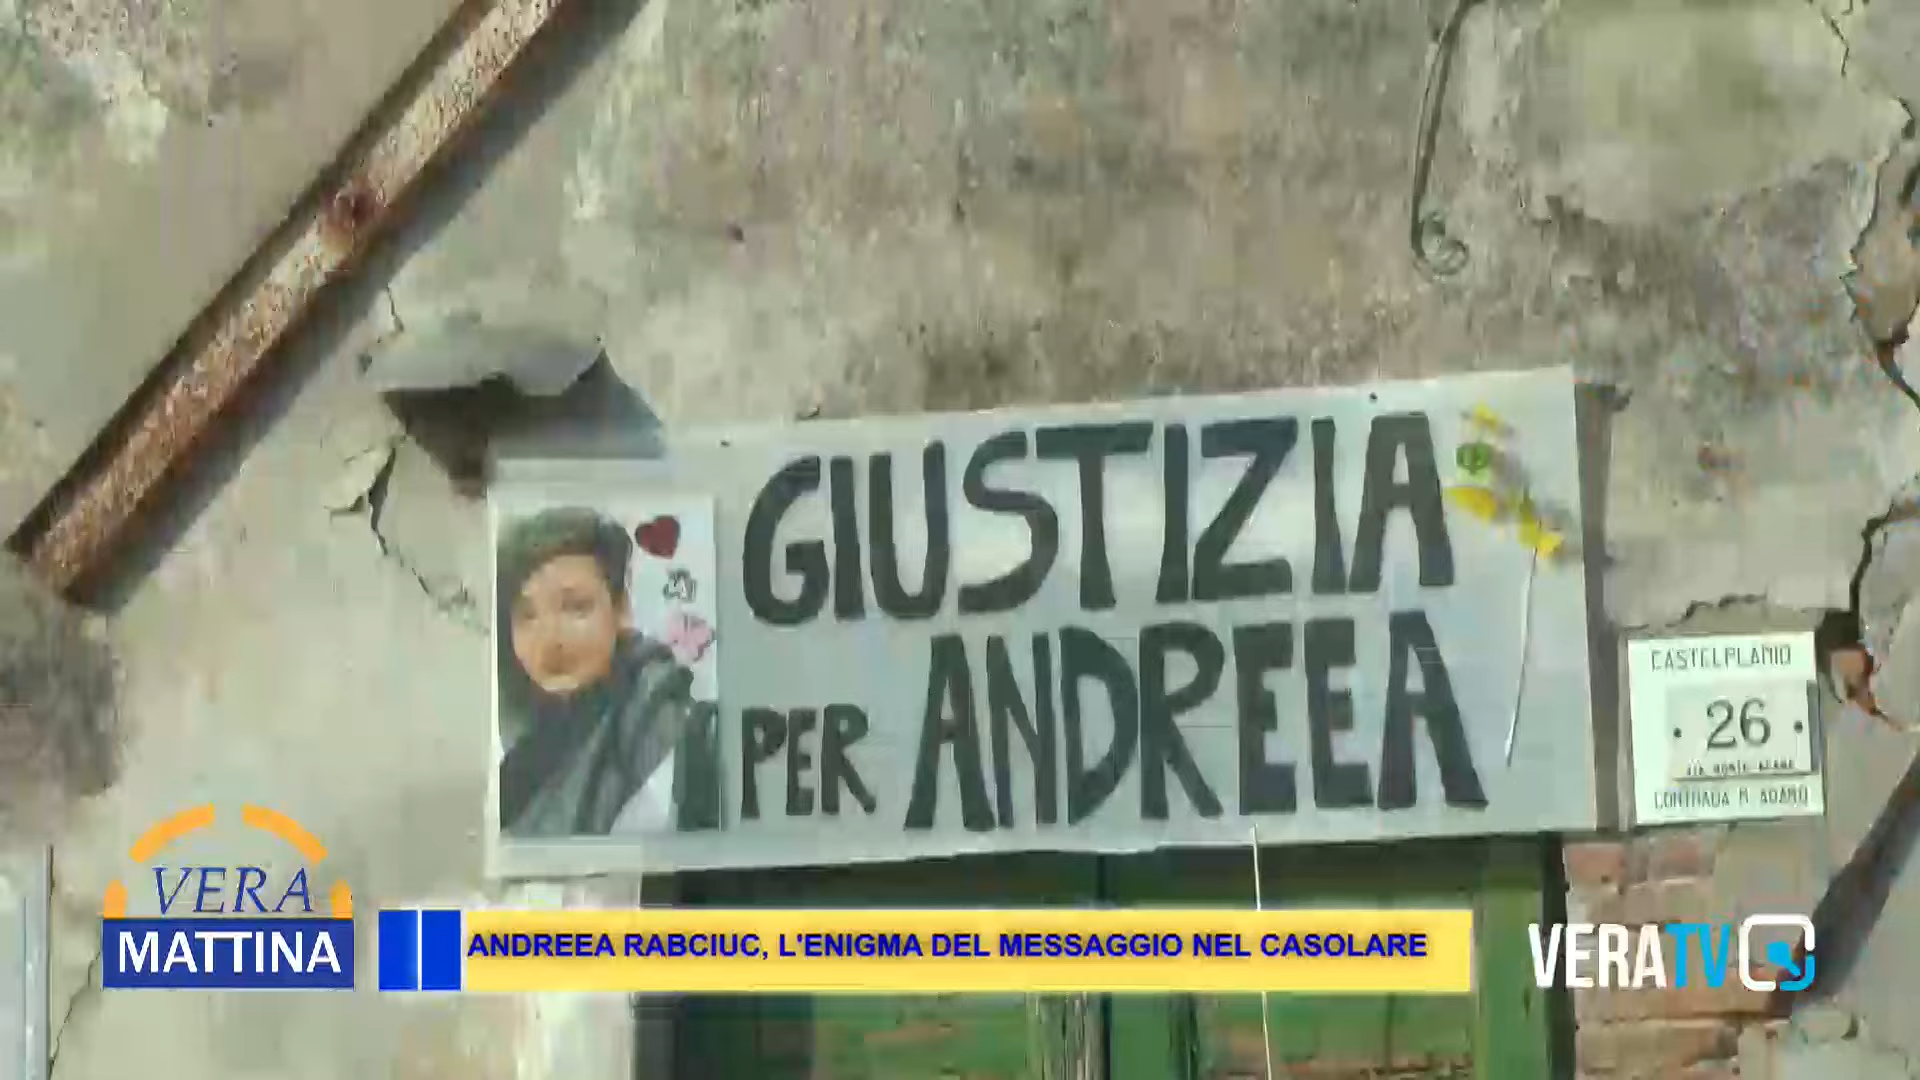 GIUSTIZIA
PER ANDREEA
CASTELPLANIO
26
CONTRADA M. ADAMO
VERA
MATTINA
ANDREEA RABCIUC, L'ENIGMA DEL MESSAGGIO NEL CASOLARE
VERATV